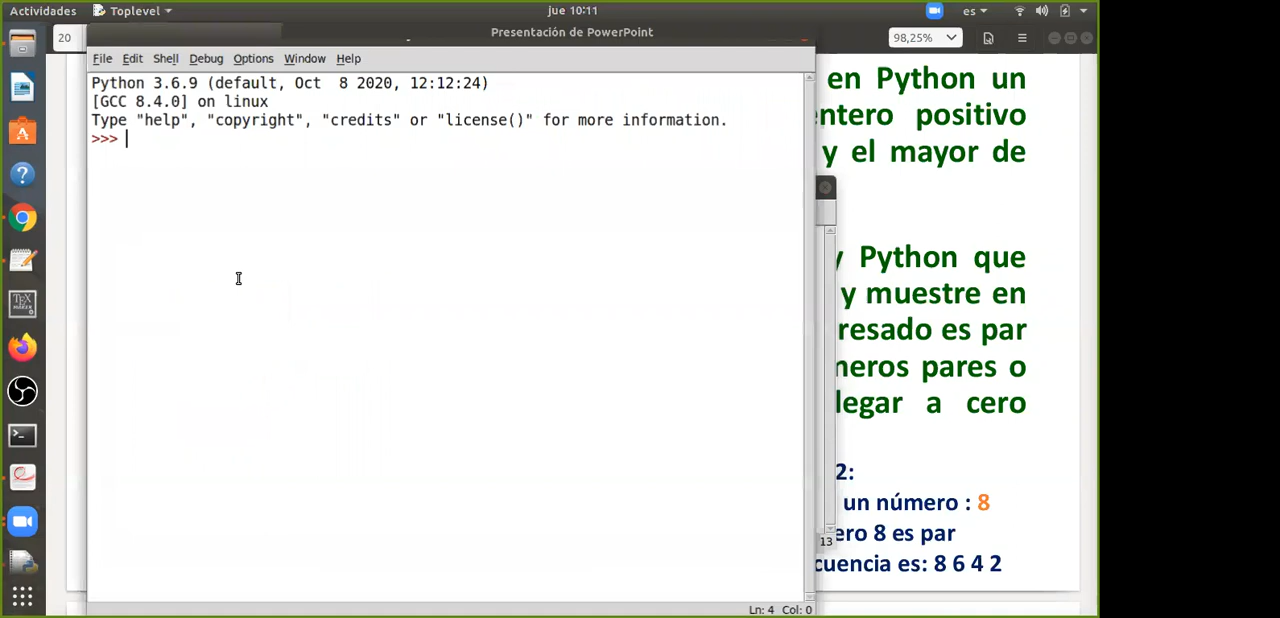 Actividades
Toplevel
jue 10:11
es
20
Presentación de PowerPoint
98,25%
File Edit Shell Debug Options Window Help
Python 3.6.9 (default, Oct  8 2020, 12:12:24)
[GCC 8.4.0] on linux
Type "help", "copyright", "credits" or "license()" for more information.
>>>
en Python un
entero positivo
y el mayor de
y Python que
y muestre en
resado es par
neros pares o
legar a cero
2:
un número : 8
ero 8 es par
cuencia es: 8 6 4 2
13
Ln: 4 Col: 0